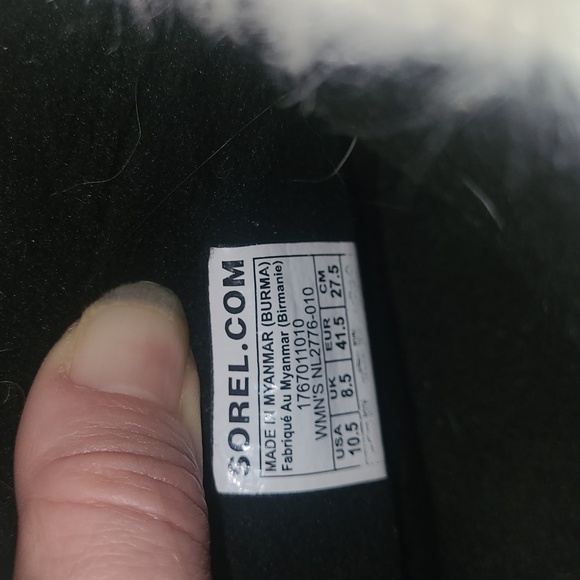 SOREL.COM
MADE IN MYANMAR (BURMA)
Fabriqué Au Myanmar (Birmanie)
1767011010
WMN'S NL2776-010
USA UK EUR CM
10.5 8.5 41.5 27.5